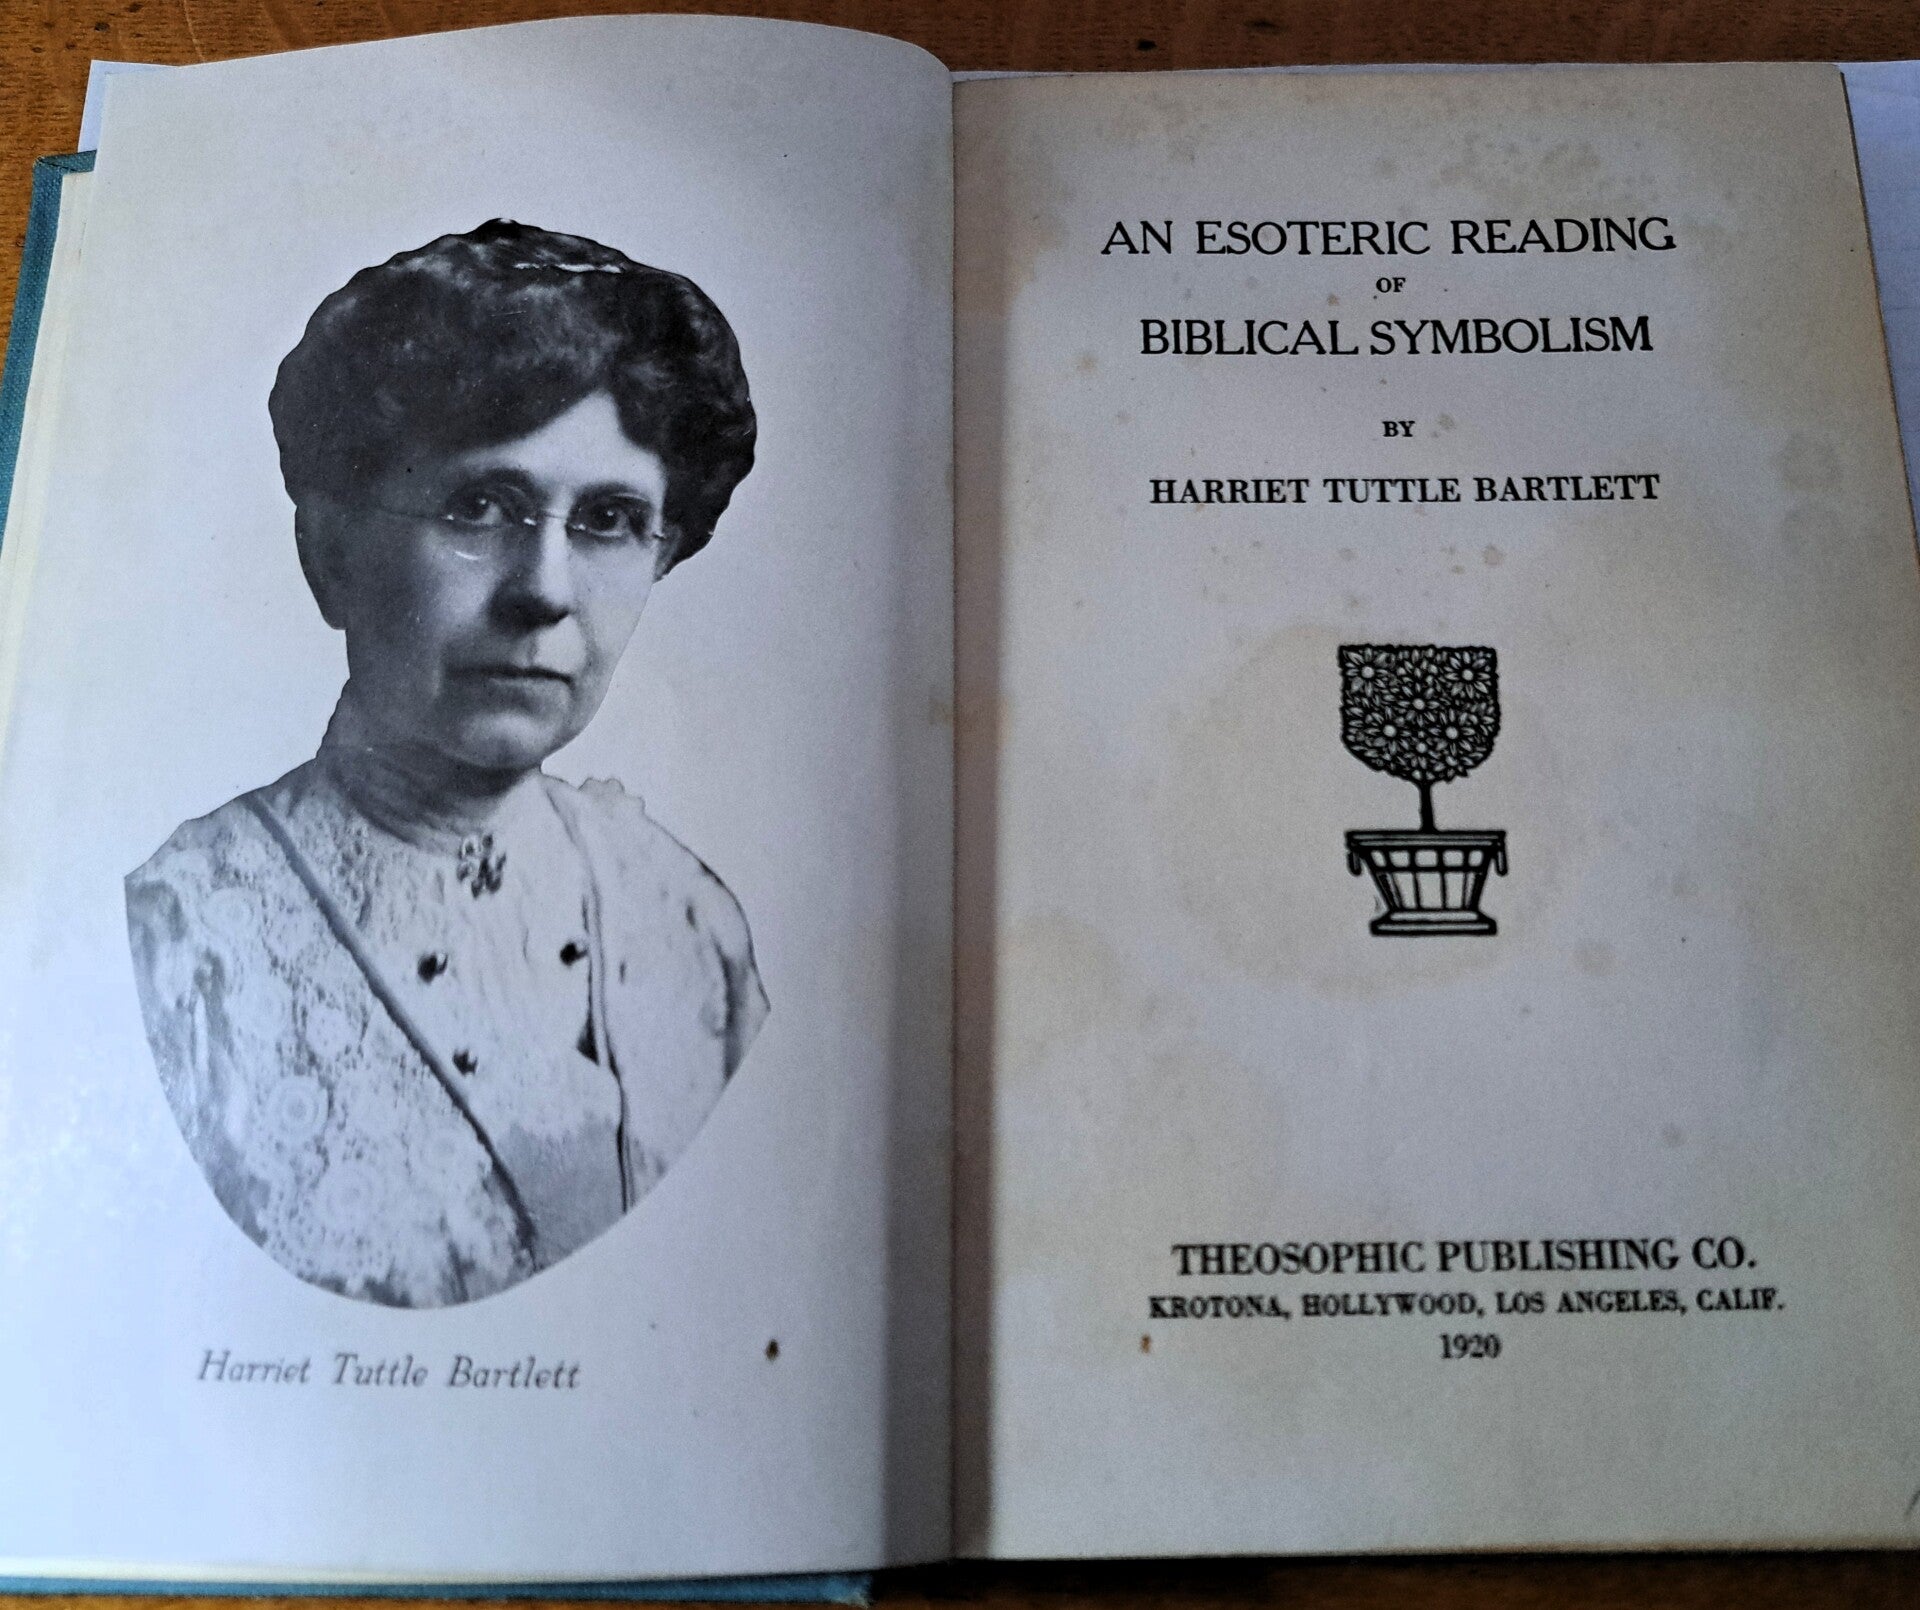 Harriet Tuttle Bartlett
AN ESOTERIC READING
OF
BIBLICAL SYMBOLISM
BY
HARRIET TUTTLE BARTLETT
THEOSOPHIC PUBLISHING CO.
KROTONA, HOLLYWOOD, LOS ANGELES, CALIF.
1920